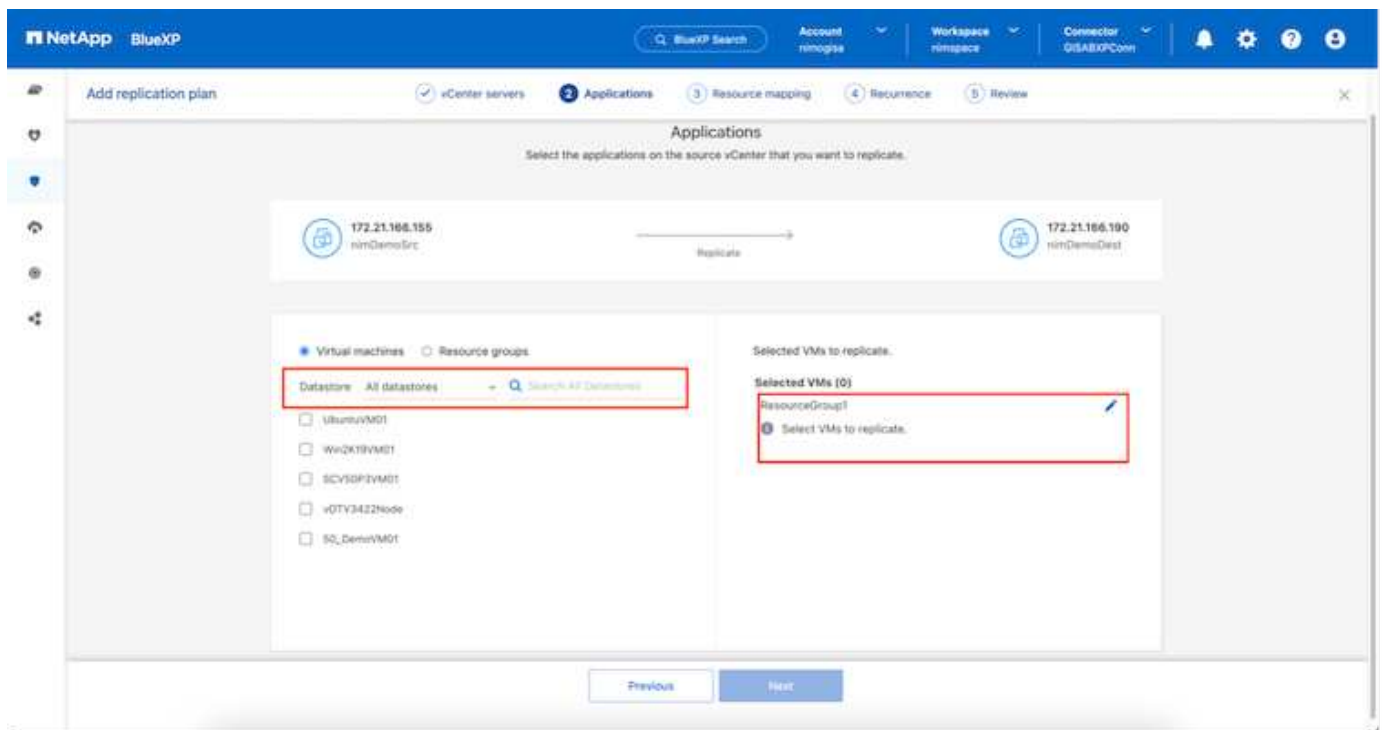 NetApp BlueXP
BlueXP Search
Account
nimogisa
Workspace
nimspace
Connector
GISABXPConn
Add replication plan
vCenter servers
2 Applications
3 Resource mapping
4 Recurrence
5 Review
Applications
Select the applications on the source vCenter that you want to replicate.
172.21.166.155
nimDemoSrc
Replicate
172.21.166.190
nimDemoDest
Virtual machines
Resource groups
Datastore All datastores
Search All Datastores
UbuntuVM01
Win2K19VM01
SCV50P3VM01
vOTV3422Node
50_DemoVM01
Selected VMs to replicate.
Selected VMs (0)
ResourceGroup1
Select VMs to replicate.
Previous
Next